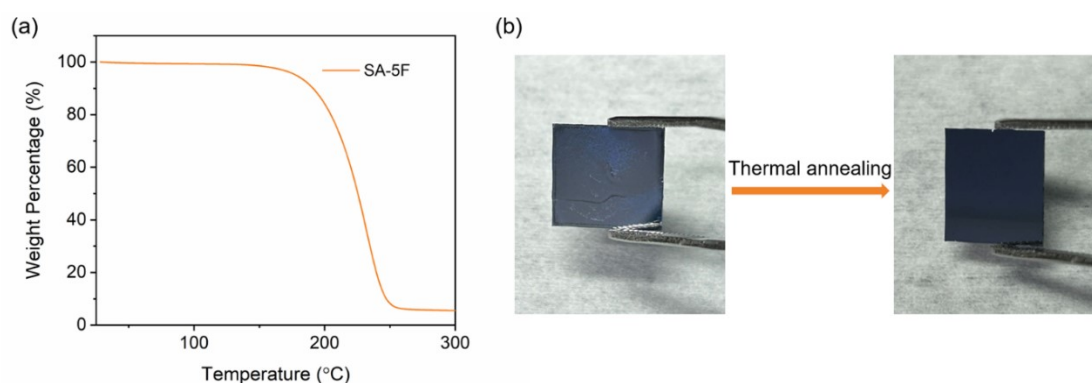 (a)
100
80
60
40
20
0
Weight Percentage (%)
SA-5F
100
200
300
Temperature (°C)
(b)
Thermal annealing